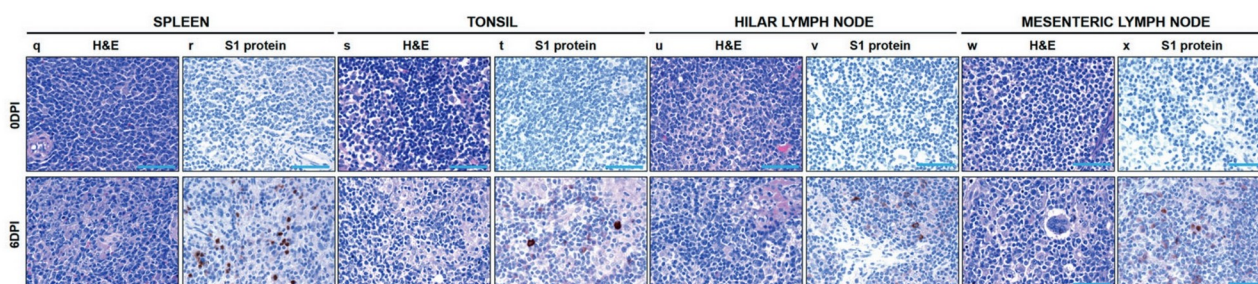 SPLEEN TONSIL HILAR LYMPH NODE MESENTERIC LYMPH NODE
q H&E r S1 protein s H&E t S1 protein u H&E v S1 protein w H&E x S1 protein
0DPI
6DPI